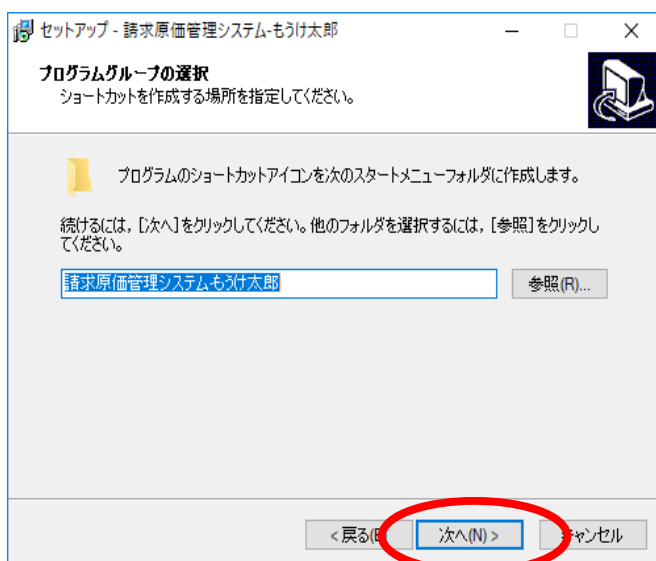 セットアップ - 請求原価管理システム-もうけ太郎
プログラムグループの選択
ショートカットを作成する場所を指定してください。
プログラムのショートカットアイコンを次のスタートメニューフォルダに作成します。
続けるには、[次へ]をクリックしてください。他のフォルダを選択するには、[参照]をクリックし
てください。
請求原価管理システム-もうけ太郎
参照(R)...
< 戻る(B
次へ(N) >
キャンセル